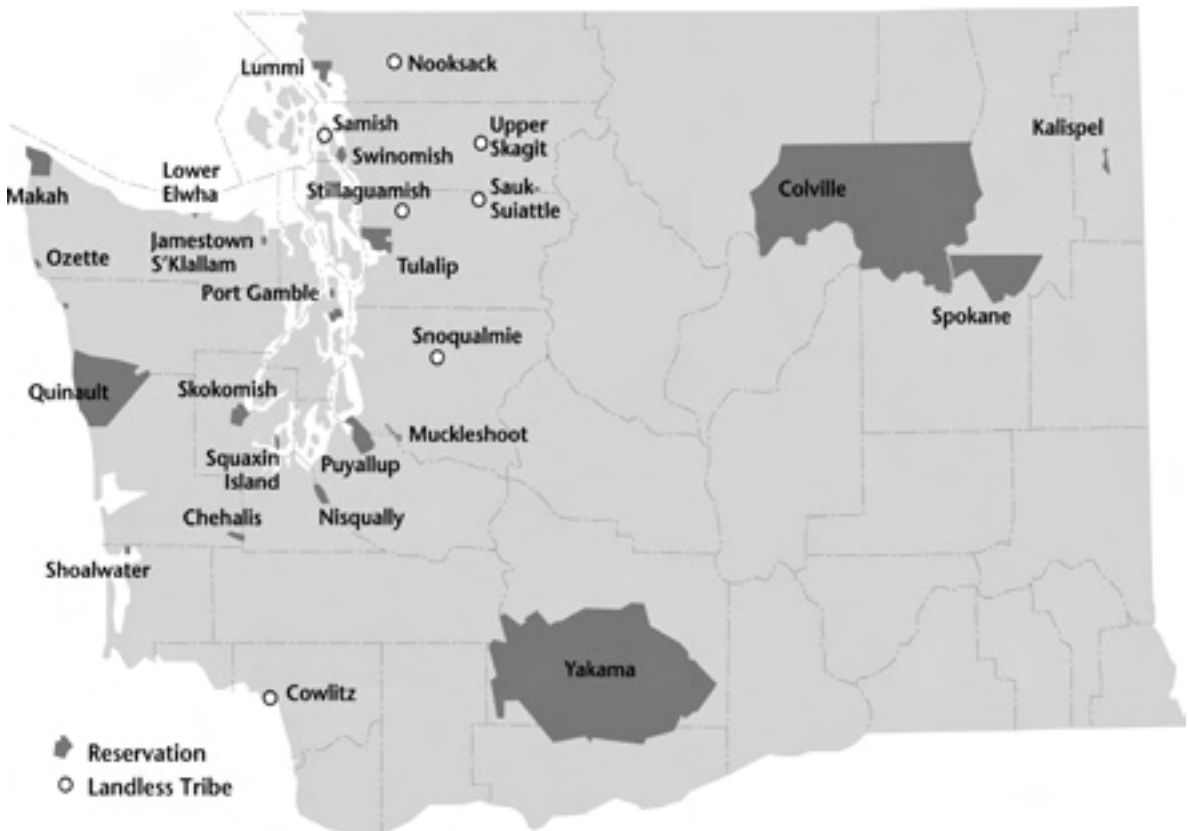 Lummi
Nooksack
Samish
Upper
Skagit
Kalispel
Swinomish
Lower
Elwha
Makah
Stillaguamish
Sauk-
Suiattle
Colville
Jamestown
S'Klallam
Ozette
Tulalip
Port Gamble
Spokane
Snoqualmie
Quinault
Skokomish
Muckleshoot
Squaxin
Island
Puyallup
Chehalis
Nisqually
Shoalwater
Yakama
Cowlitz
Reservation
Landless Tribe